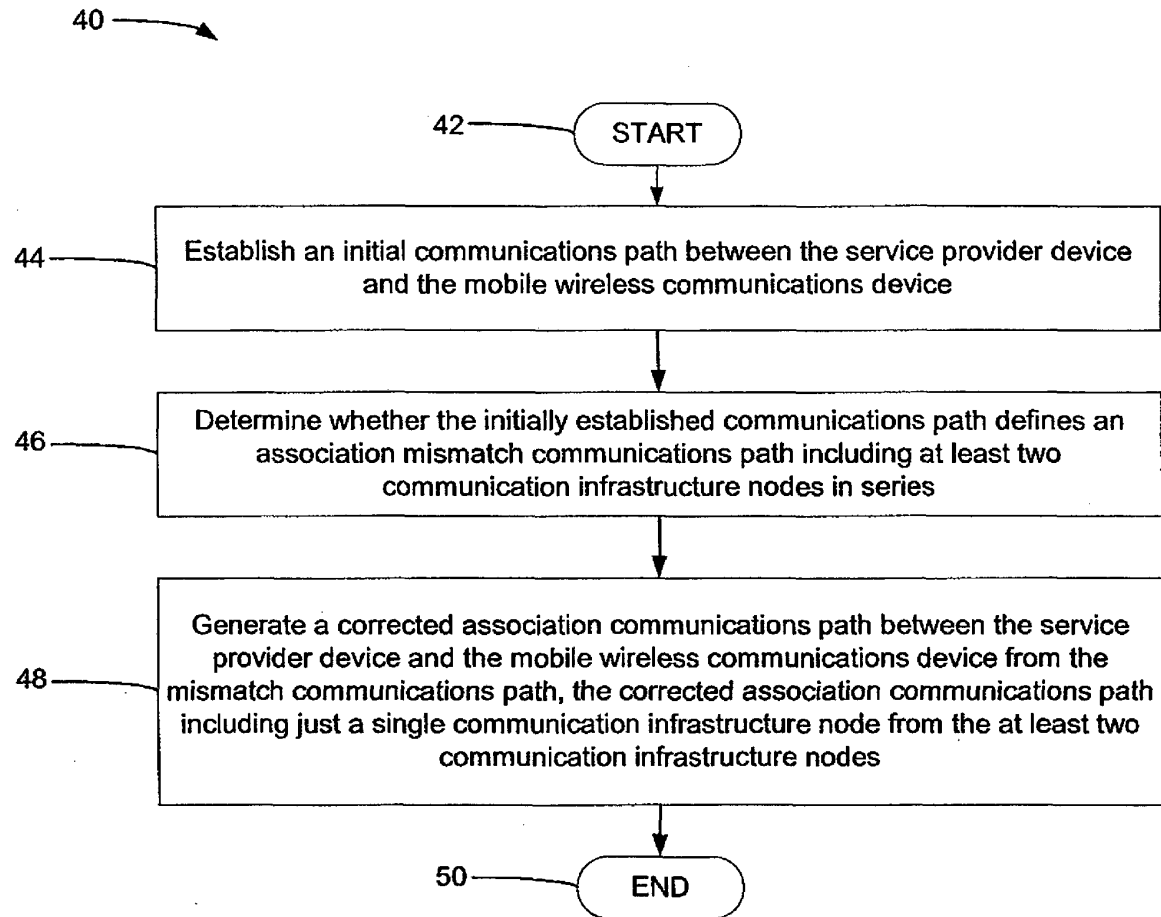 40
42
START
44
Establish an initial communications path between the service provider device
and the mobile wireless communications device
46
Determine whether the initially established communications path defines an
association mismatch communications path including at least two
communication infrastructure nodes in series
48
Generate a corrected association communications path between the service
provider device and the mobile wireless communications device from the
mismatch communications path, the corrected association communications path
including just a single communication infrastructure node from the at least two
communication infrastructure nodes
50
END